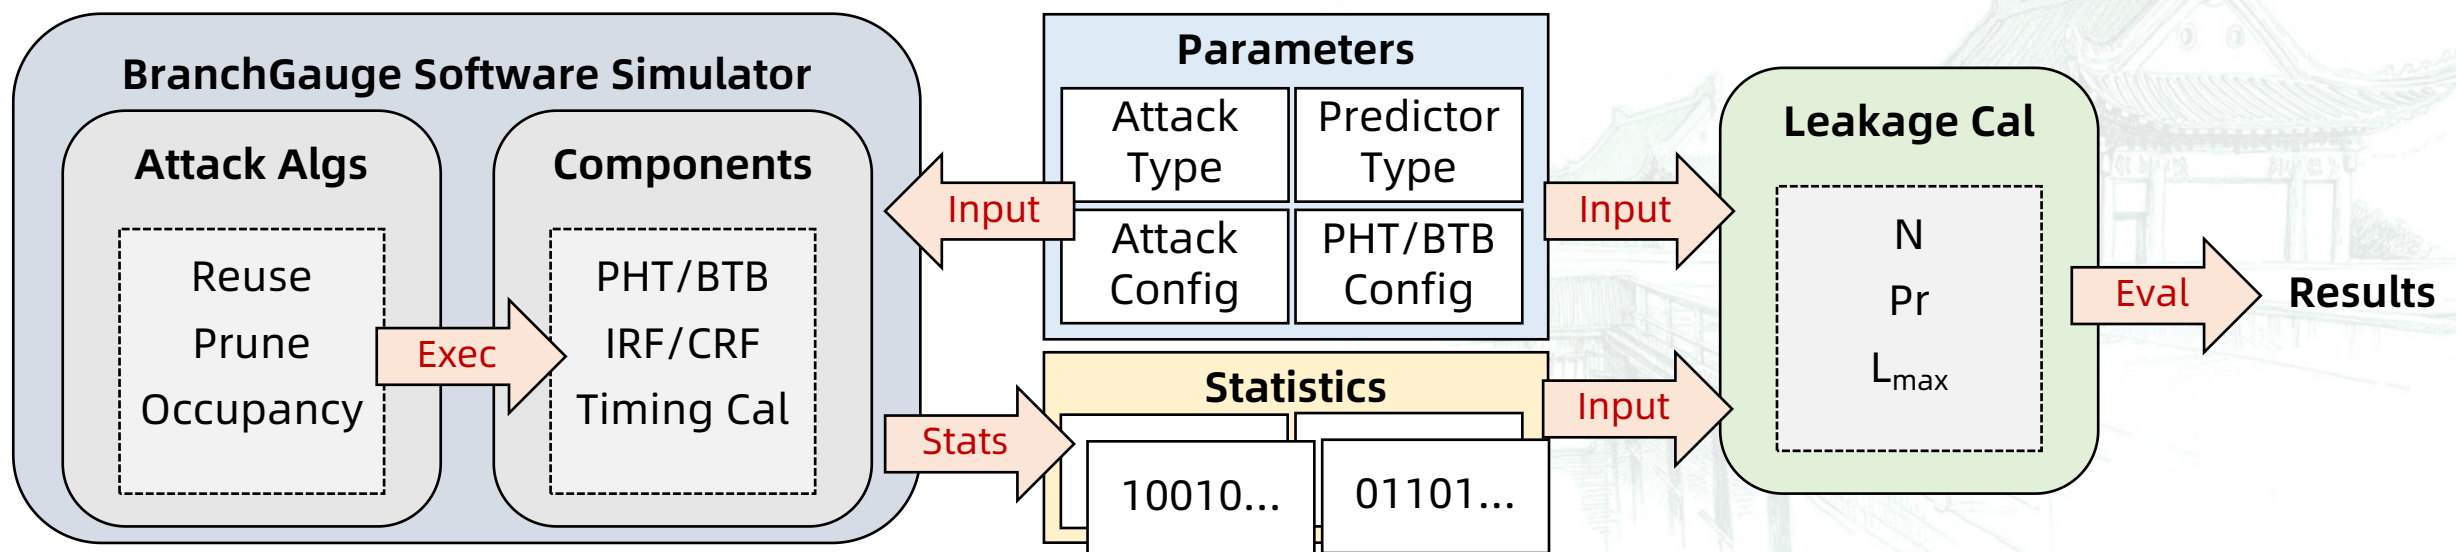 BranchGauge Software Simulator
Attack Algs
Reuse
Prune
Occupancy
Exec
Components
PHT/BTB
IRF/CRF
Timing Cal
Input
Stats
Parameters
Attack
Type
Predictor
Type
Attack
Config
PHT/BTB
Config
Statistics
10010...
01101...
Input
Input
Leakage Cal
N
Pr
Lmax
Eval
Results